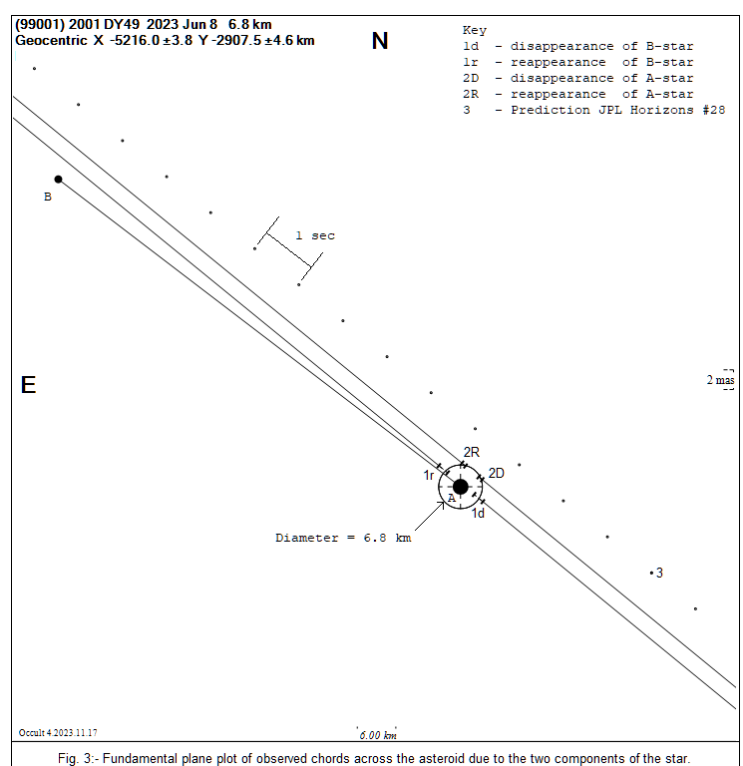 (99001) 2001 DY49 2023 Jun 8 6.8 km
Geocentric X -5216.0 ±3.8 Y -2907.5 ±4.6 km
N
Key
1d - disappearance of B-star
1r - reappearance of B-star
2D - disappearance of A-star
2R - reappearance of A-star
3 - Prediction JPL Horizons #28
B
1 sec
E
2 mas
2R
1r
2D
A
1d
Diameter = 6.8 km
3
Occult 4.2023.11.17
6.00 km
Fig. 3:- Fundamental plane plot of observed chords across the asteroid due to the two components of the star.